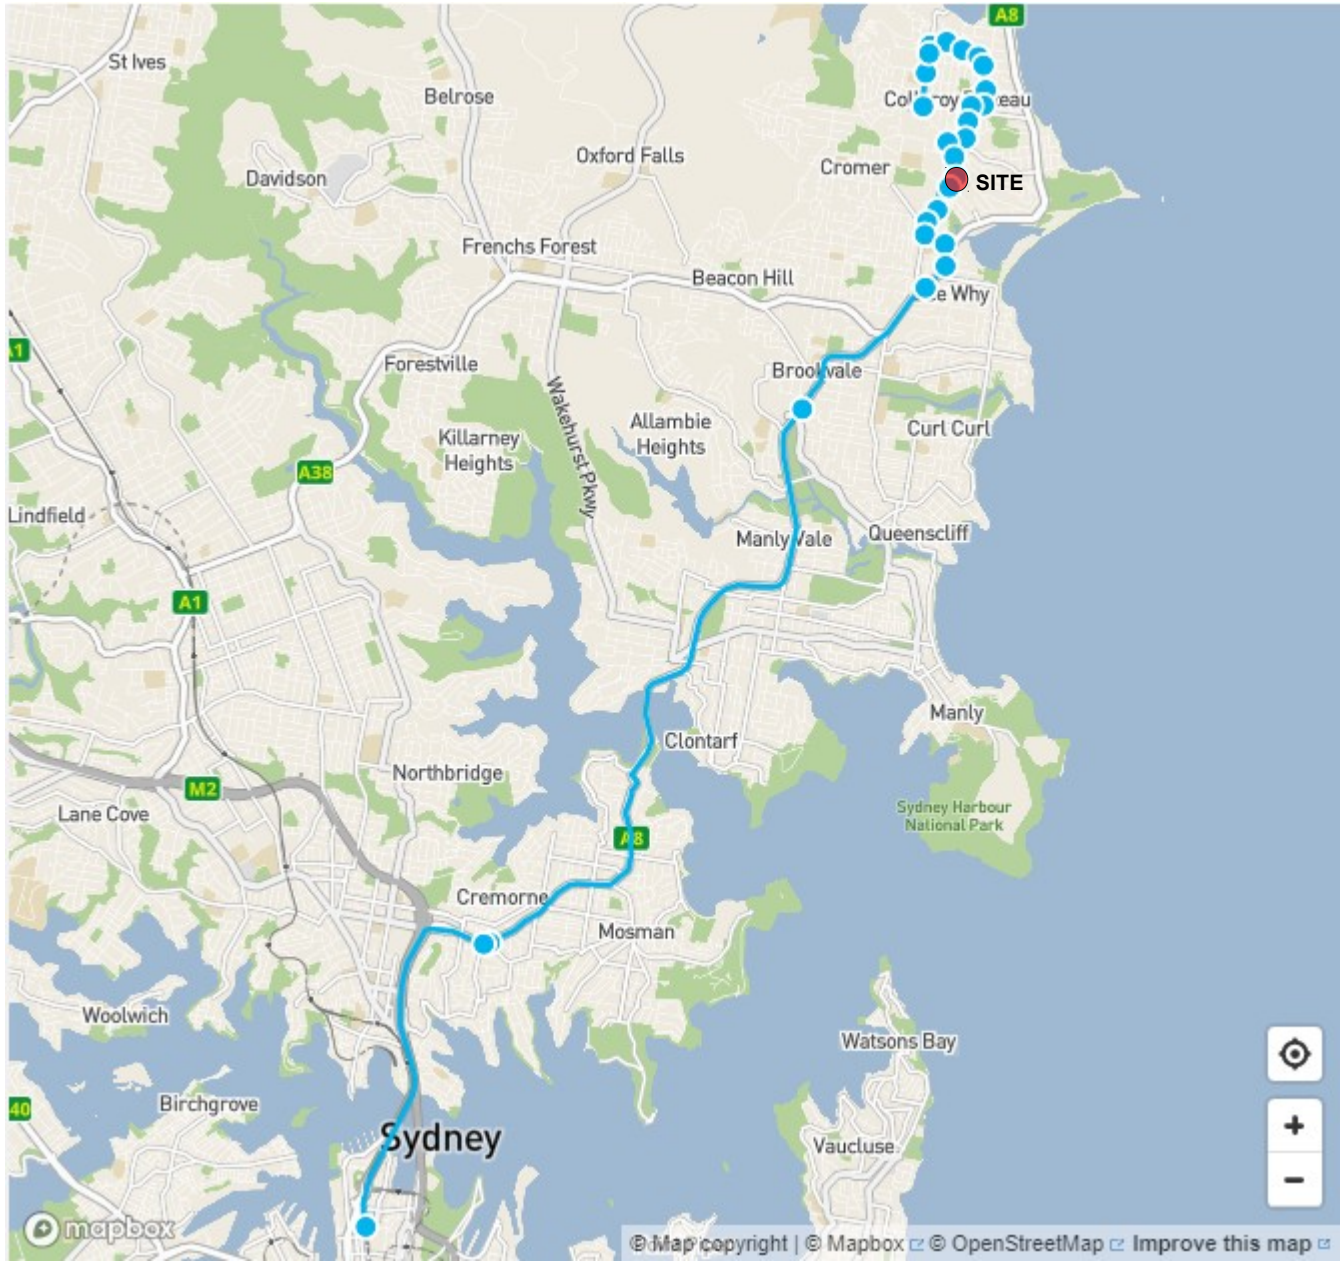 A8
St Ives
Belrose
Oxford Falls
Cromer
Davidson
SITE
Frenchs Forest
Beacon Hill
A1
Forestville
Brookvale
Wakehurst Pkwy
Allambie
Heights
Curl Curl
Killarney
Heights
A38
Lindfield
Manly Vale
Queenscliff
A1
Manly
Clontarf
Northbridge
M2
Lane Cove
Sydney Harbour
National Park
A8
Cremorne
Mosman
Woolwich
Watsons Bay
Birchgrove
40
Sydney
Vaucluse
+
−
mapbox
© Map copyright | © Mapbox © OpenStreetMap Improve this map